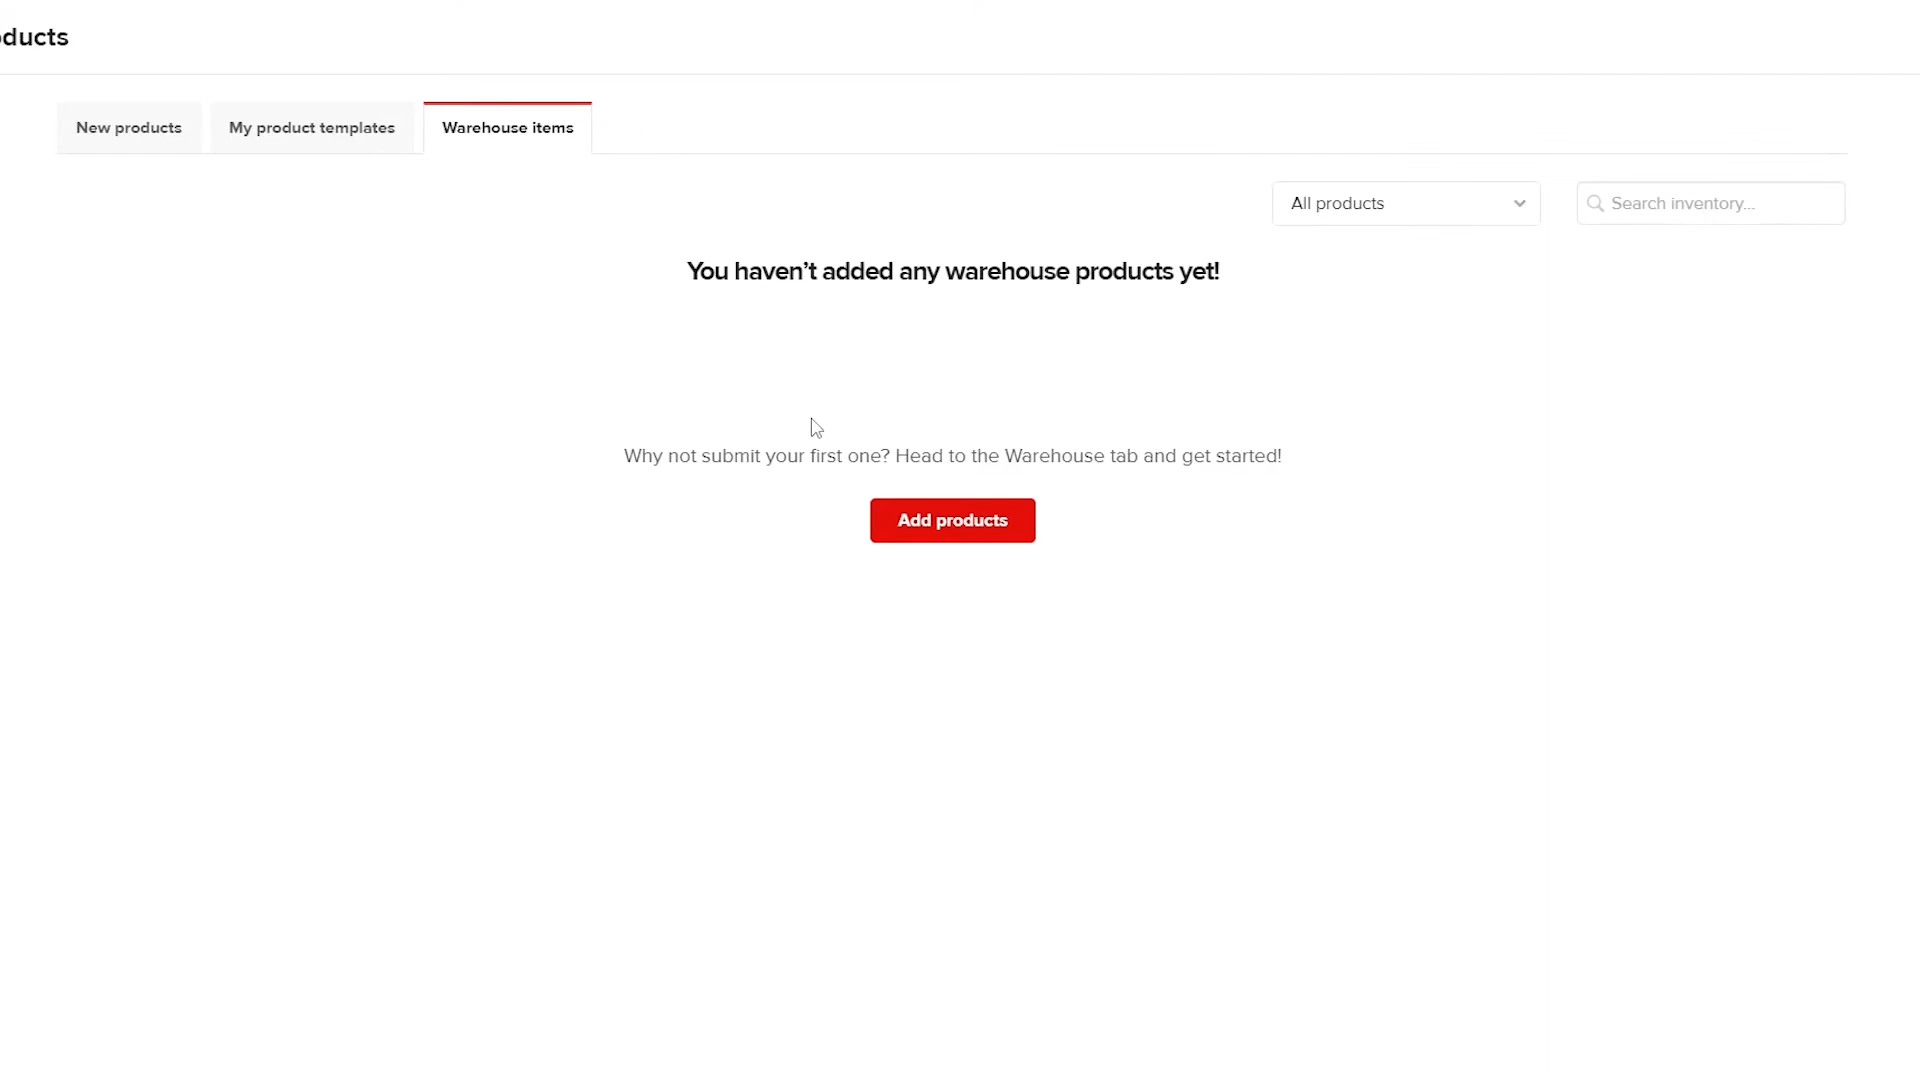 ducts
New products
My product templates
Warehouse items
All products
Search inventory...
You haven’t added any warehouse products yet!
Why not submit your first one? Head to the Warehouse tab and get started!
Add products